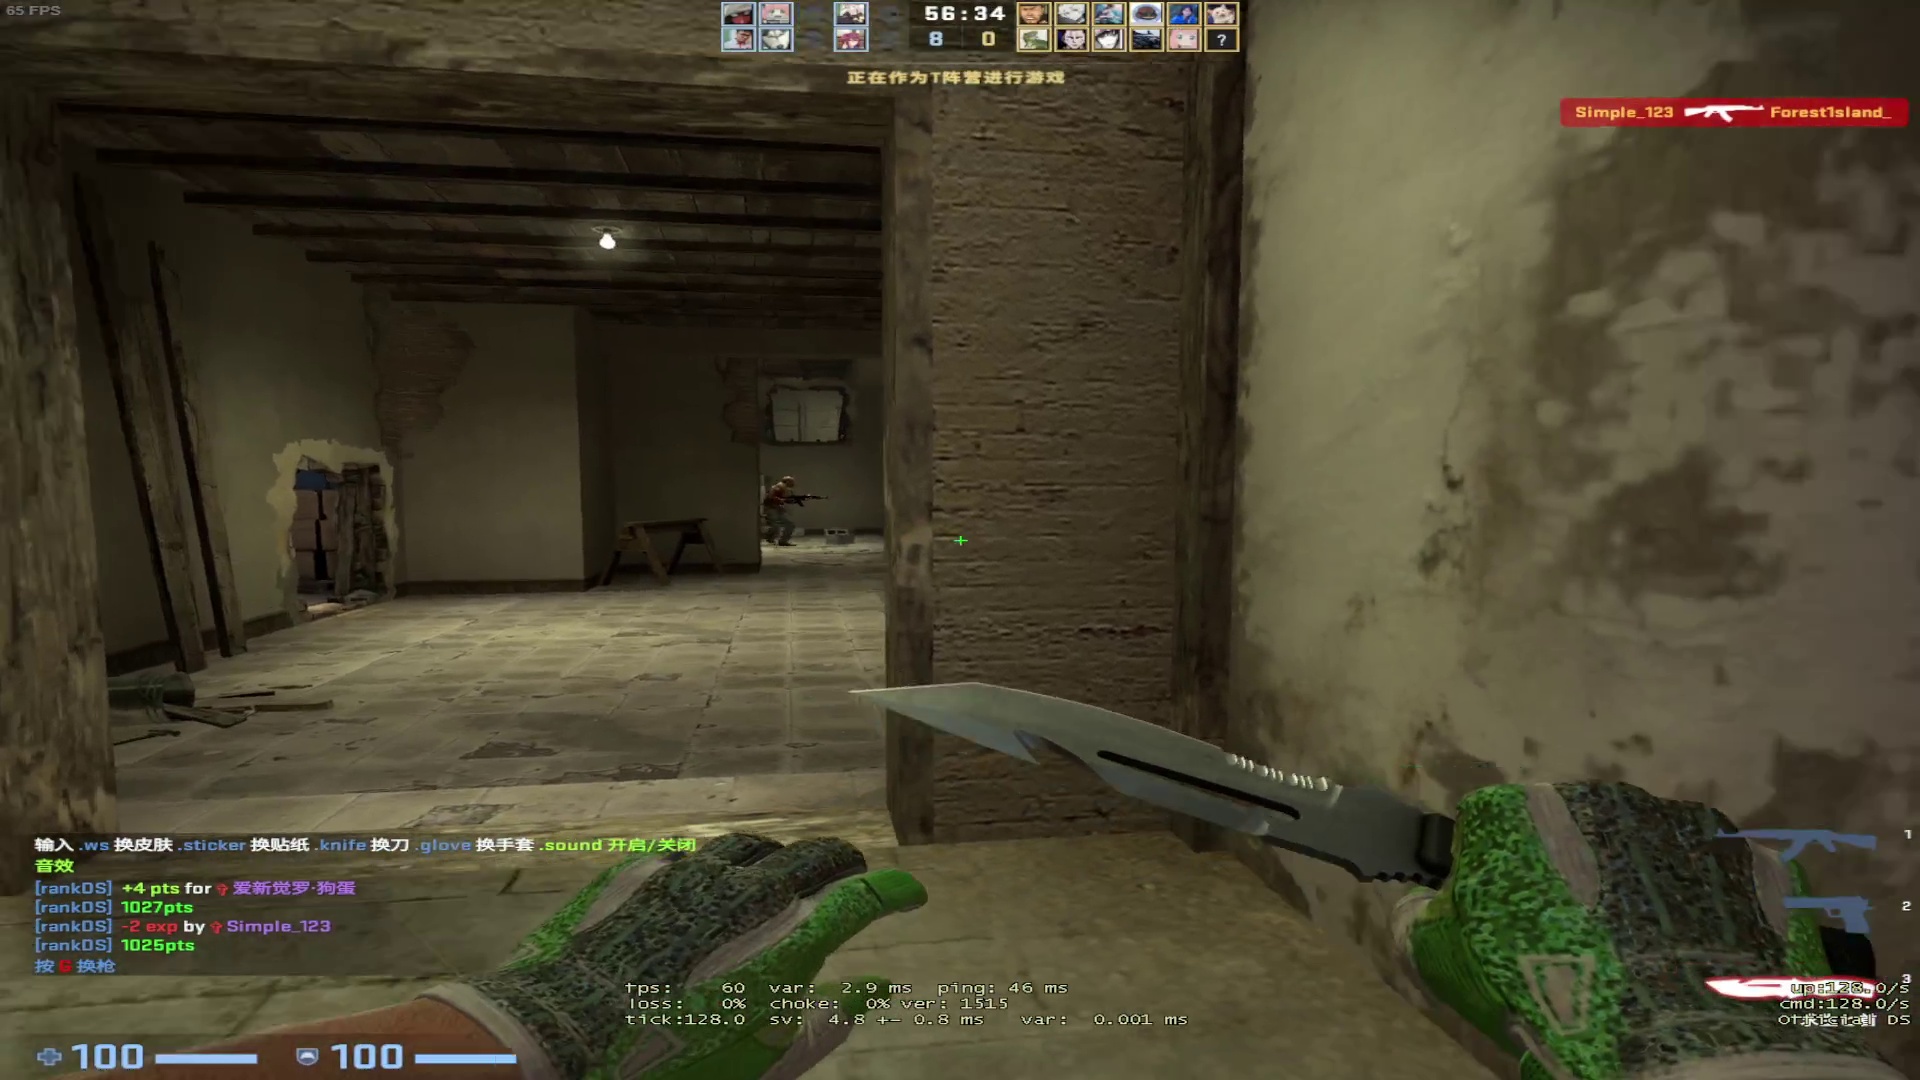 65 FPS
56:34
8 0
?
正在作为T阵营进行游戏
Simple_123 Forest1sland_
输入 .ws 换皮肤 .sticker 换贴纸 .knife 换刀 .glove 换手套 .sound 开启/关闭
音效
[rankDS] +4 pts for 爱新觉罗·狗蛋
[rankDS] 1027pts
[rankDS] -2 exp by Simple_123
[rankDS] 1025pts
按 G 换枪
1
2
3
fps: 60 var: 2.9 ms ping: 46 ms
loss: 0% choke: 0% ver: 1515
tick:128.0 sv: 4.8 +- 0.8 ms var: 0.001 ms
up:128.0/s
cmd:128.0/s
DS
100 100